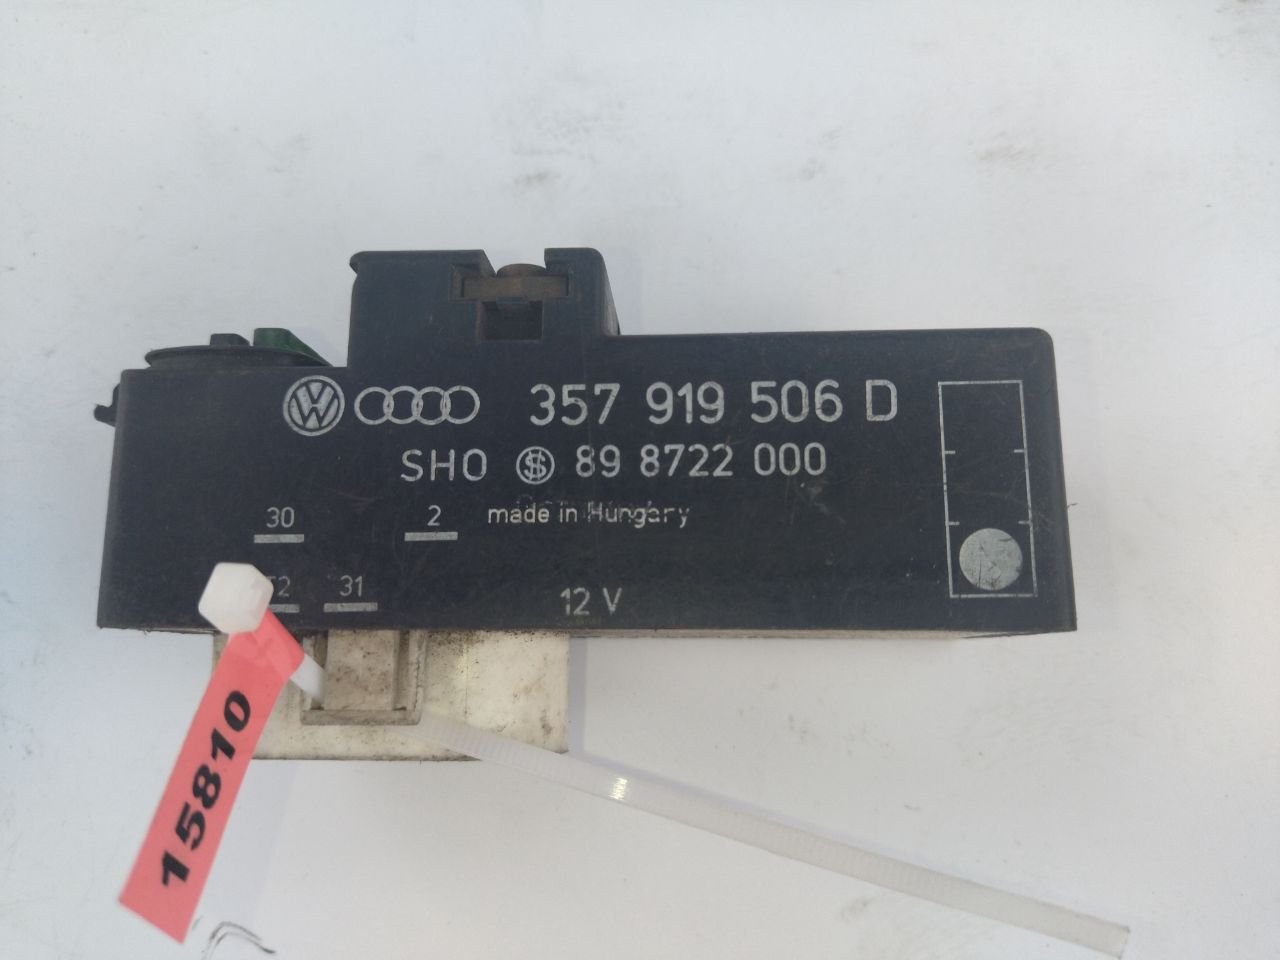 357 919 506 D
SHO 89 8722 000
30
2
made in Hungary
31
12 V
15810